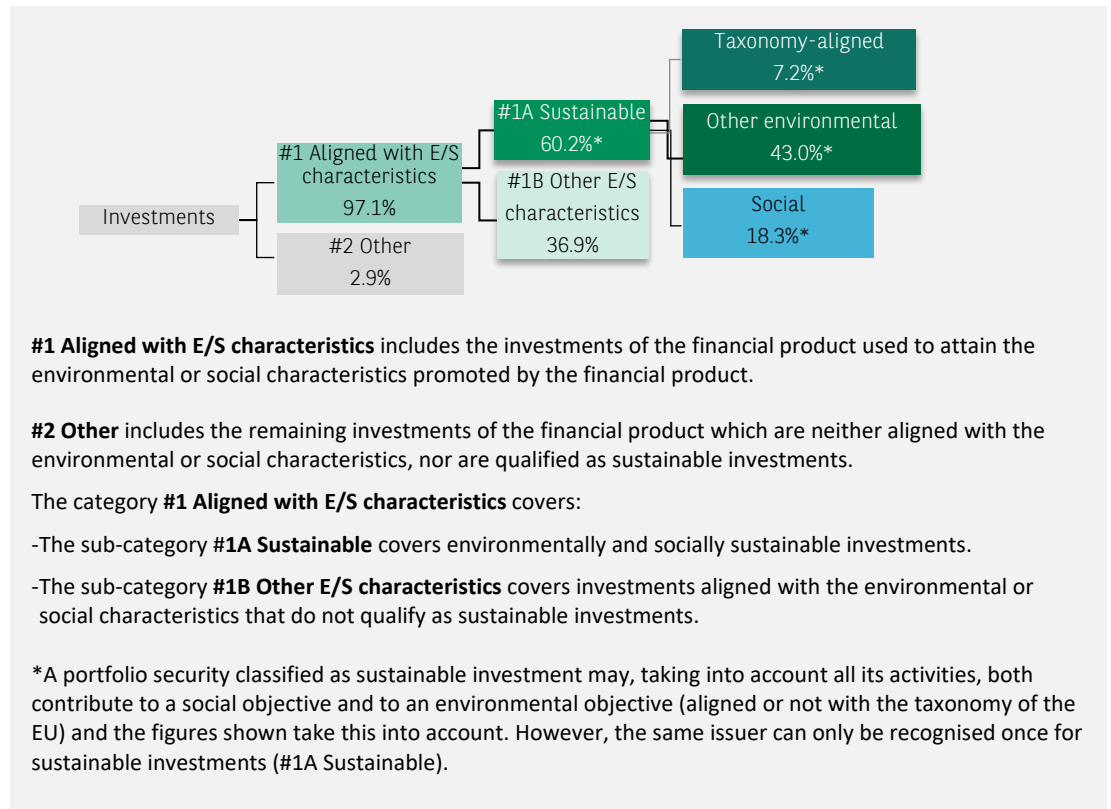 Taxonomy-aligned
7.2%*
#1A Sustainable
60.2%*
Other environmental
43.0%*
#1 Aligned with E/S
characteristics
97.1%
#1B Other E/S
characteristics
36.9%
Social
18.3%*
Investments
#2 Other
2.9%
#1 Aligned with E/S characteristics includes the investments of the financial product used to attain the
environmental or social characteristics promoted by the financial product.
#2 Other includes the remaining investments of the financial product which are neither aligned with the
environmental or social characteristics, nor are qualified as sustainable investments.
The category #1 Aligned with E/S characteristics covers:
-The sub-category #1A Sustainable covers environmentally and socially sustainable investments.
-The sub-category #1B Other E/S characteristics covers investments aligned with the environmental or
social characteristics that do not qualify as sustainable investments.
*A portfolio security classified as sustainable investment may, taking into account all its activities, both
contribute to a social objective and to an environmental objective (aligned or not with the taxonomy of the
EU) and the figures shown take this into account. However, the same issuer can only be recognised once for
sustainable investments (#1A Sustainable).